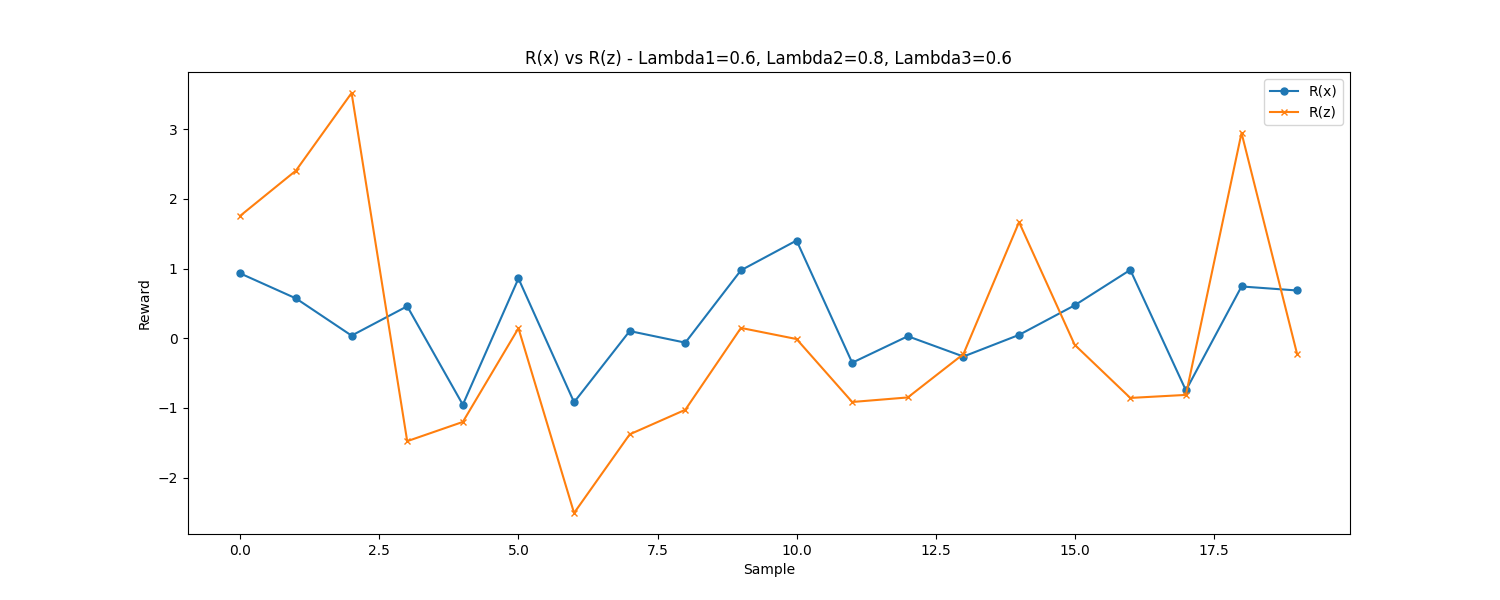 R(x) vs R(z) - Lambda1=0.6, Lambda2=0.8, Lambda3=0.6
R(x)
R(z)
3
2
1
0
−1
−2
Reward
0.0 2.5 5.0 7.5 10.0 12.5 15.0 17.5
Sample